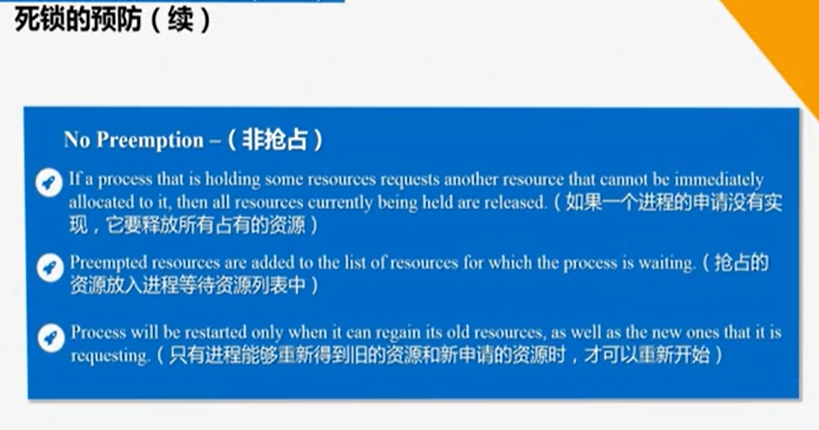 死锁的预防（续）
No Preemption –（非抢占）
If a process that is holding some resources requests another resource that cannot be immediately
allocated to it, then all resources currently being held are released.（如果一个进程的申请没有实
现，它要释放所有占有的资源）
Preempted resources are added to the list of resources for which the process is waiting.（抢占的
资源放入进程等待资源列表中）
Process will be restarted only when it can regain its old resources, as well as the new ones that it is
requesting.（只有进程能够重新得到旧的资源和新申请的资源时，才可以重新开始）